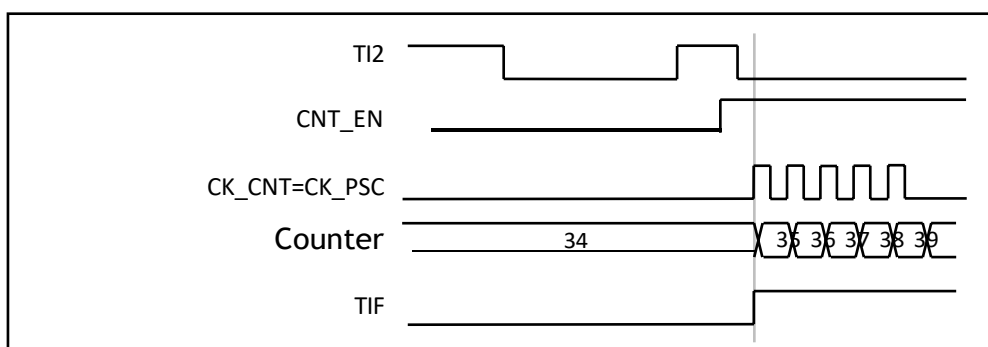 TI2
CNT_EN
CK_CNT=CK_PSC
Counter 34 35 36 37 38 39
TIF